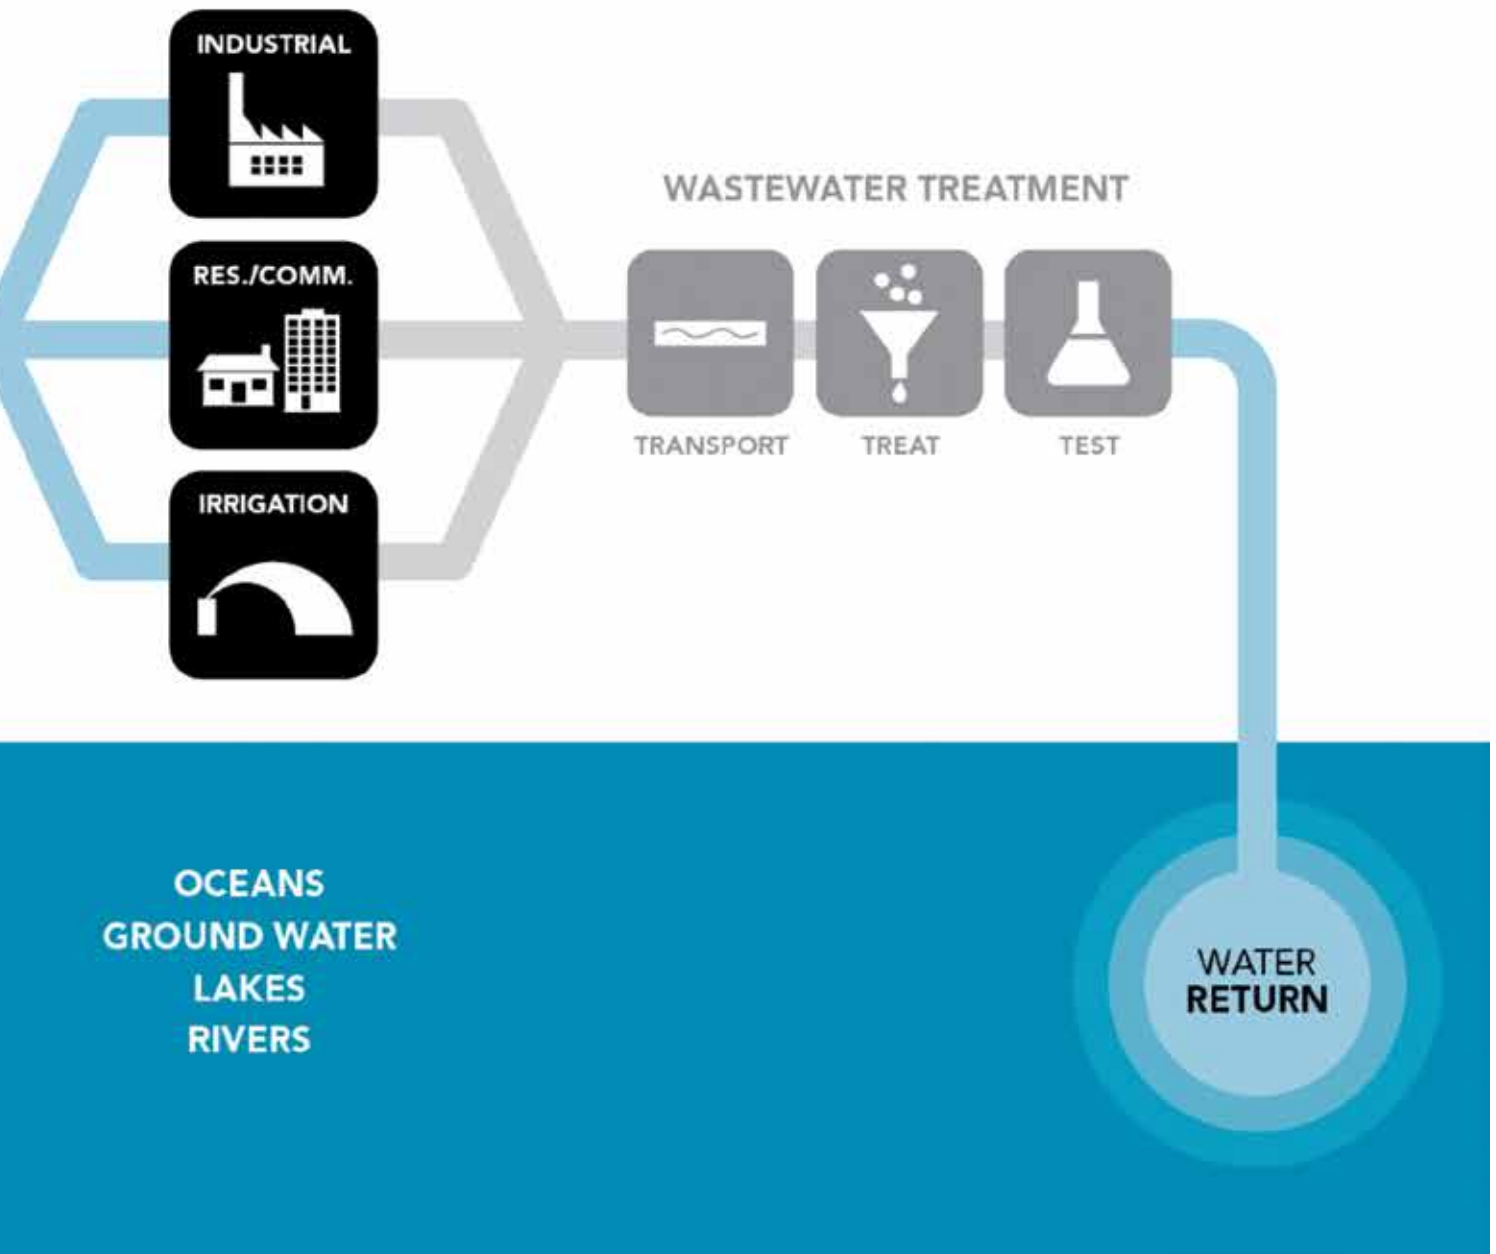 INDUSTRIAL
RES./COMM.
IRRIGATION
WASTEWATER TREATMENT
TRANSPORT
TREAT
TEST
OCEANS
GROUND WATER
LAKES
RIVERS
WATER
RETURN